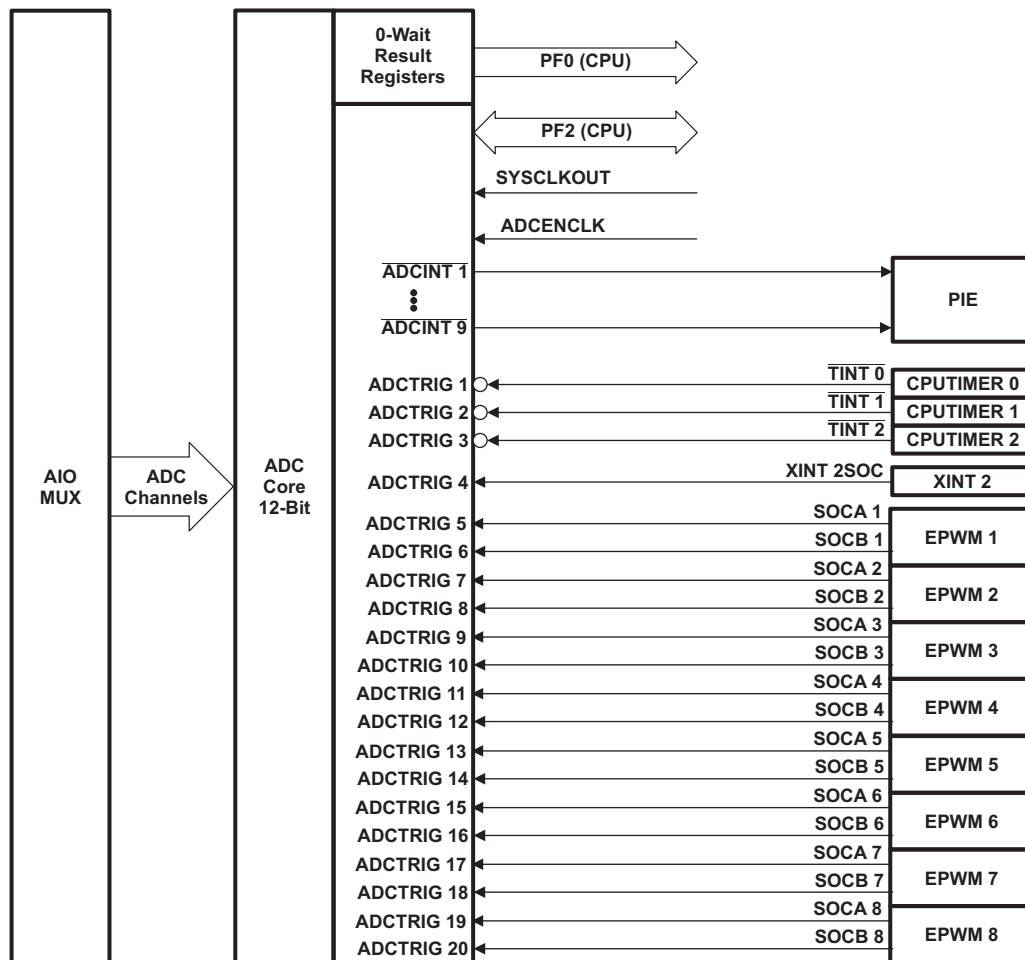 0-Wait
Result
Registers
PF0 (CPU)
PF2 (CPU)
SYSCLKOUT
ADCENCLK
ADCINT 1
ADCINT 9
PIE
ADCTRIG 1
TINT 0
CPUTIMER 0
ADCTRIG 2
TINT 1
CPUTIMER 1
ADCTRIG 3
TINT 2
CPUTIMER 2
AIO
MUX
ADC
Channels
ADC
Core
12-Bit
ADCTRIG 4
XINT 2SOC
XINT 2
ADCTRIG 5
SOCA 1
ADCTRIG 6
SOCB 1
EPWM 1
ADCTRIG 7
SOCA 2
ADCTRIG 8
SOCB 2
EPWM 2
ADCTRIG 9
SOCA 3
ADCTRIG 10
SOCB 3
EPWM 3
ADCTRIG 11
SOCA 4
ADCTRIG 12
SOCB 4
EPWM 4
ADCTRIG 13
SOCA 5
ADCTRIG 14
SOCB 5
EPWM 5
ADCTRIG 15
SOCA 6
ADCTRIG 16
SOCB 6
EPWM 6
ADCTRIG 17
SOCA 7
ADCTRIG 18
SOCB 7
EPWM 7
ADCTRIG 19
SOCA 8
ADCTRIG 20
SOCB 8
EPWM 8